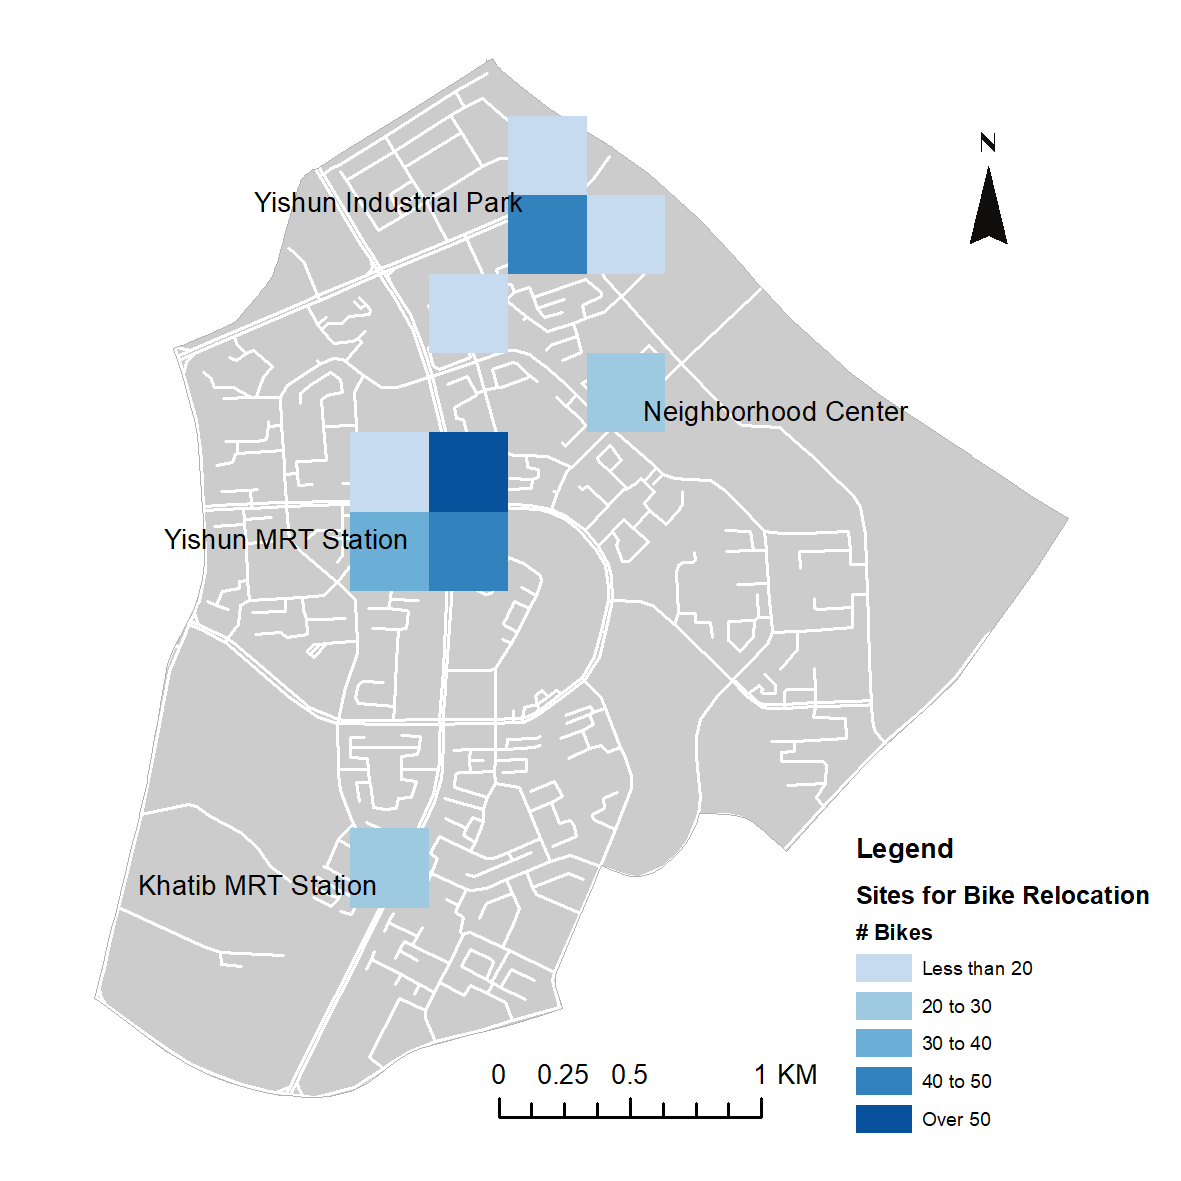 N
Yishun Industrial Park
Neighborhood Center
Yishun MRT Station
Khatib MRT Station
Legend
Sites for Bike Relocation
# Bikes
Less than 20
20 to 30
30 to 40
40 to 50
Over 50
0 0.25 0.5 1 KM